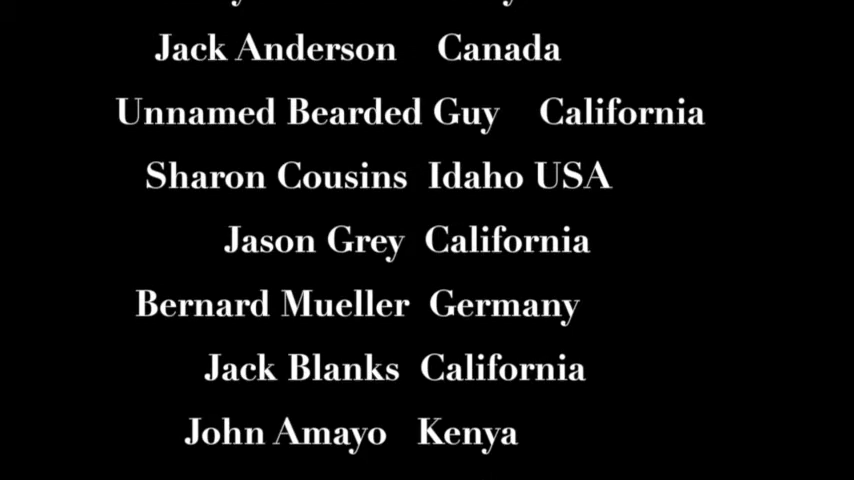 Jack Anderson Canada
Unnamed Bearded Guy California
Sharon Cousins Idaho USA
Jason Grey California
Bernard Mueller Germany
Jack Blanks California
John Amayo Kenya